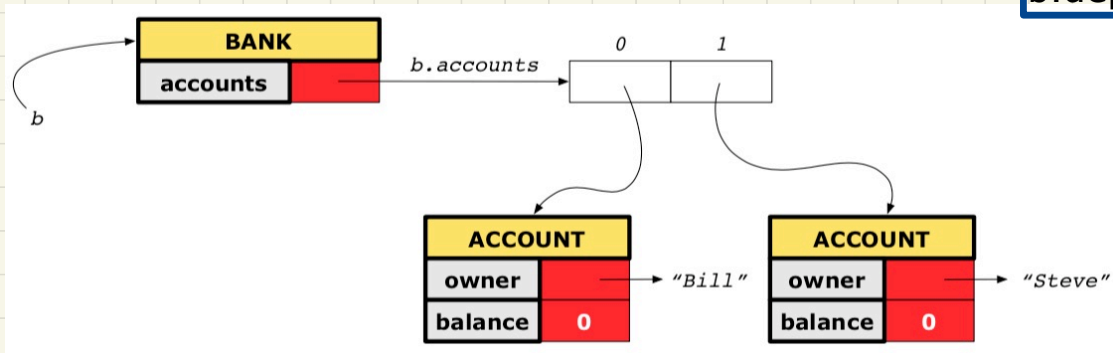 BANK
accounts
b
b.accounts
0 1
ACCOUNT
owner
"Bill"
balance 0
ACCOUNT
owner
"Steve"
balance 0